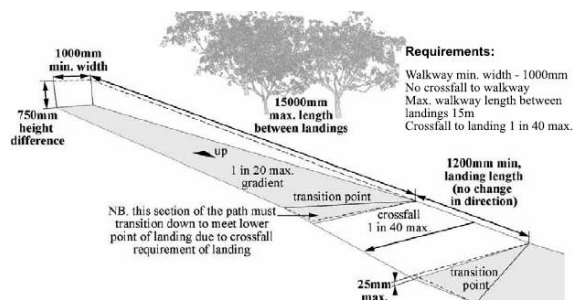 1000mm
min. width
Requirements:
Walkway min. width - 1000mm
No crossfall to walkway
Max. walkway length between
landings 15m
Crossfall to landing 1 in 40 max.
15000mm
max. length
between landings
750mm
height
difference
up
1 in 20 max.
gradient
1200mm min,
landing length
(no change
in direction)
transition point
NB. this section of the path must
transition down to meet lower
point of landing due to crossfall
requirement of landing
crossfall
1 in 40 max
25mm
max.
transition
point